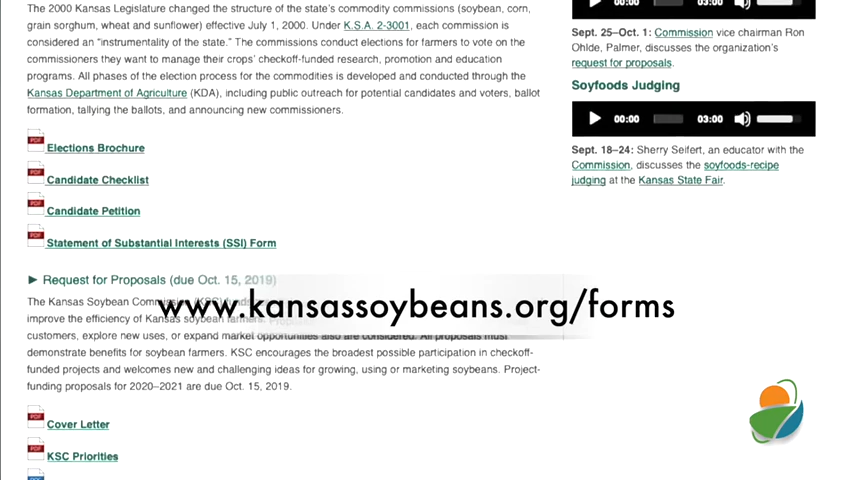 The 2000 Kansas Legislature changed the structure of the state's commodity commissions (soybean, corn,
grain sorghum, wheat and sunflower) effective July 1, 2000. Under K.S.A. 2-3001, each commission is
considered an "instrumentality of the state." The commissions conduct elections for farmers to vote on the
commissioners they want to manage their crops' checkoff-funded research, promotion and education
programs. All phases of the election process for the commodities is developed and conducted through the
Kansas Department of Agriculture (KDA), including public outreach for potential candidates and voters, ballot
formation, tallying the ballots, and announcing new commissioners.
PDF Elections Brochure
PDF Candidate Checklist
PDF Candidate Petition
PDF Statement of Substantial Interests (SSI) Form
► Request for Proposals (due Oct. 15, 2019)
The Kansas Soybean Commission (KSC) funds
www.kansassoybeans.org/forms
improve the efficiency of Kansas soybean farmers.
customers, explore new uses, or expand market opportunities also are considered. All proposals must
demonstrate benefits for soybean farmers. KSC encourages the broadest possible participation in checkoff-
funded projects and welcomes new and challenging ideas for growing, using or marketing soybeans. Project-
funding proposals for 2020–2021 are due Oct. 15, 2019.
PDF Cover Letter
PDF KSC Priorities
00:00 03:00
Sept. 25–Oct. 1: Commission vice chairman Ron
Ohlde, Palmer, discusses the organization's
request for proposals.
Soyfoods Judging
00:00 03:00
Sept. 18–24: Sherry Seifert, an educator with the
Commission, discusses the soyfoods-recipe
judging at the Kansas State Fair.